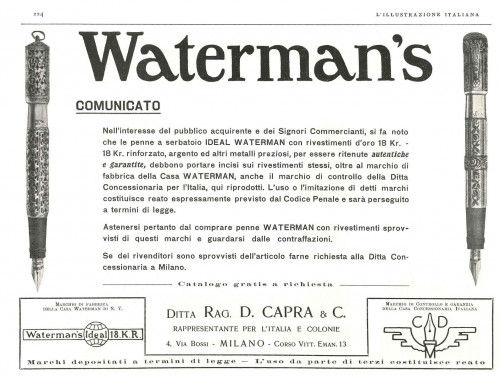 224
L'ILLUSTRAZIONE ITALIANA
Waterman's
COMUNICATO
Nell'interesse del pubblico acquirente e dei Signori Commercianti, si fa noto
che le penne a serbatoio IDEAL WATERMAN con rivestimenti d'oro 18 Kr. -
18 Kr. rinforzato, argento ed altri metalli preziosi, per essere ritenute autentiche
e garantite, debbono portare incisi sui rivestimenti stessi, oltre al marchio di
fabbrica della Casa WATERMAN, anche il marchio di controllo della Ditta
Concessionaria per l'Italia, qui riprodotti. L'uso o l'imitazione di detti marchi
costituisce reato espressamente previsto dal Codice Penale e sarà perseguito
a termini di legge.
Astenersi pertanto dal comprare penne WATERMAN con rivestimenti sprov-
visti di questi marchi e guardarsi dalle contraffazioni.
Se dei rivenditori sono sprovvisti dell'articolo farne richiesta alla Ditta Con-
cessionaria a Milano.
Catalogo gratis a richiesta
MARCHIO DI FABBRICA
DELLA CASA WATERMAN DI N. Y.
Waterman's Ideal 18.K.R.
DITTA RAG. D. CAPRA & C.
RAPPRESENTANTE PER L'ITALIA E COLONIE
4, VIA BOSSI - MILANO - CORSO VITT. EMAN. 13
MARCHIO DI CONTROLLO E GARANZIA
DELLA CASA CONCESSIONARIA ITALIANA
C D
M
Marchi depositati a termini di legge - L'uso da parte di terzi costituisce reato